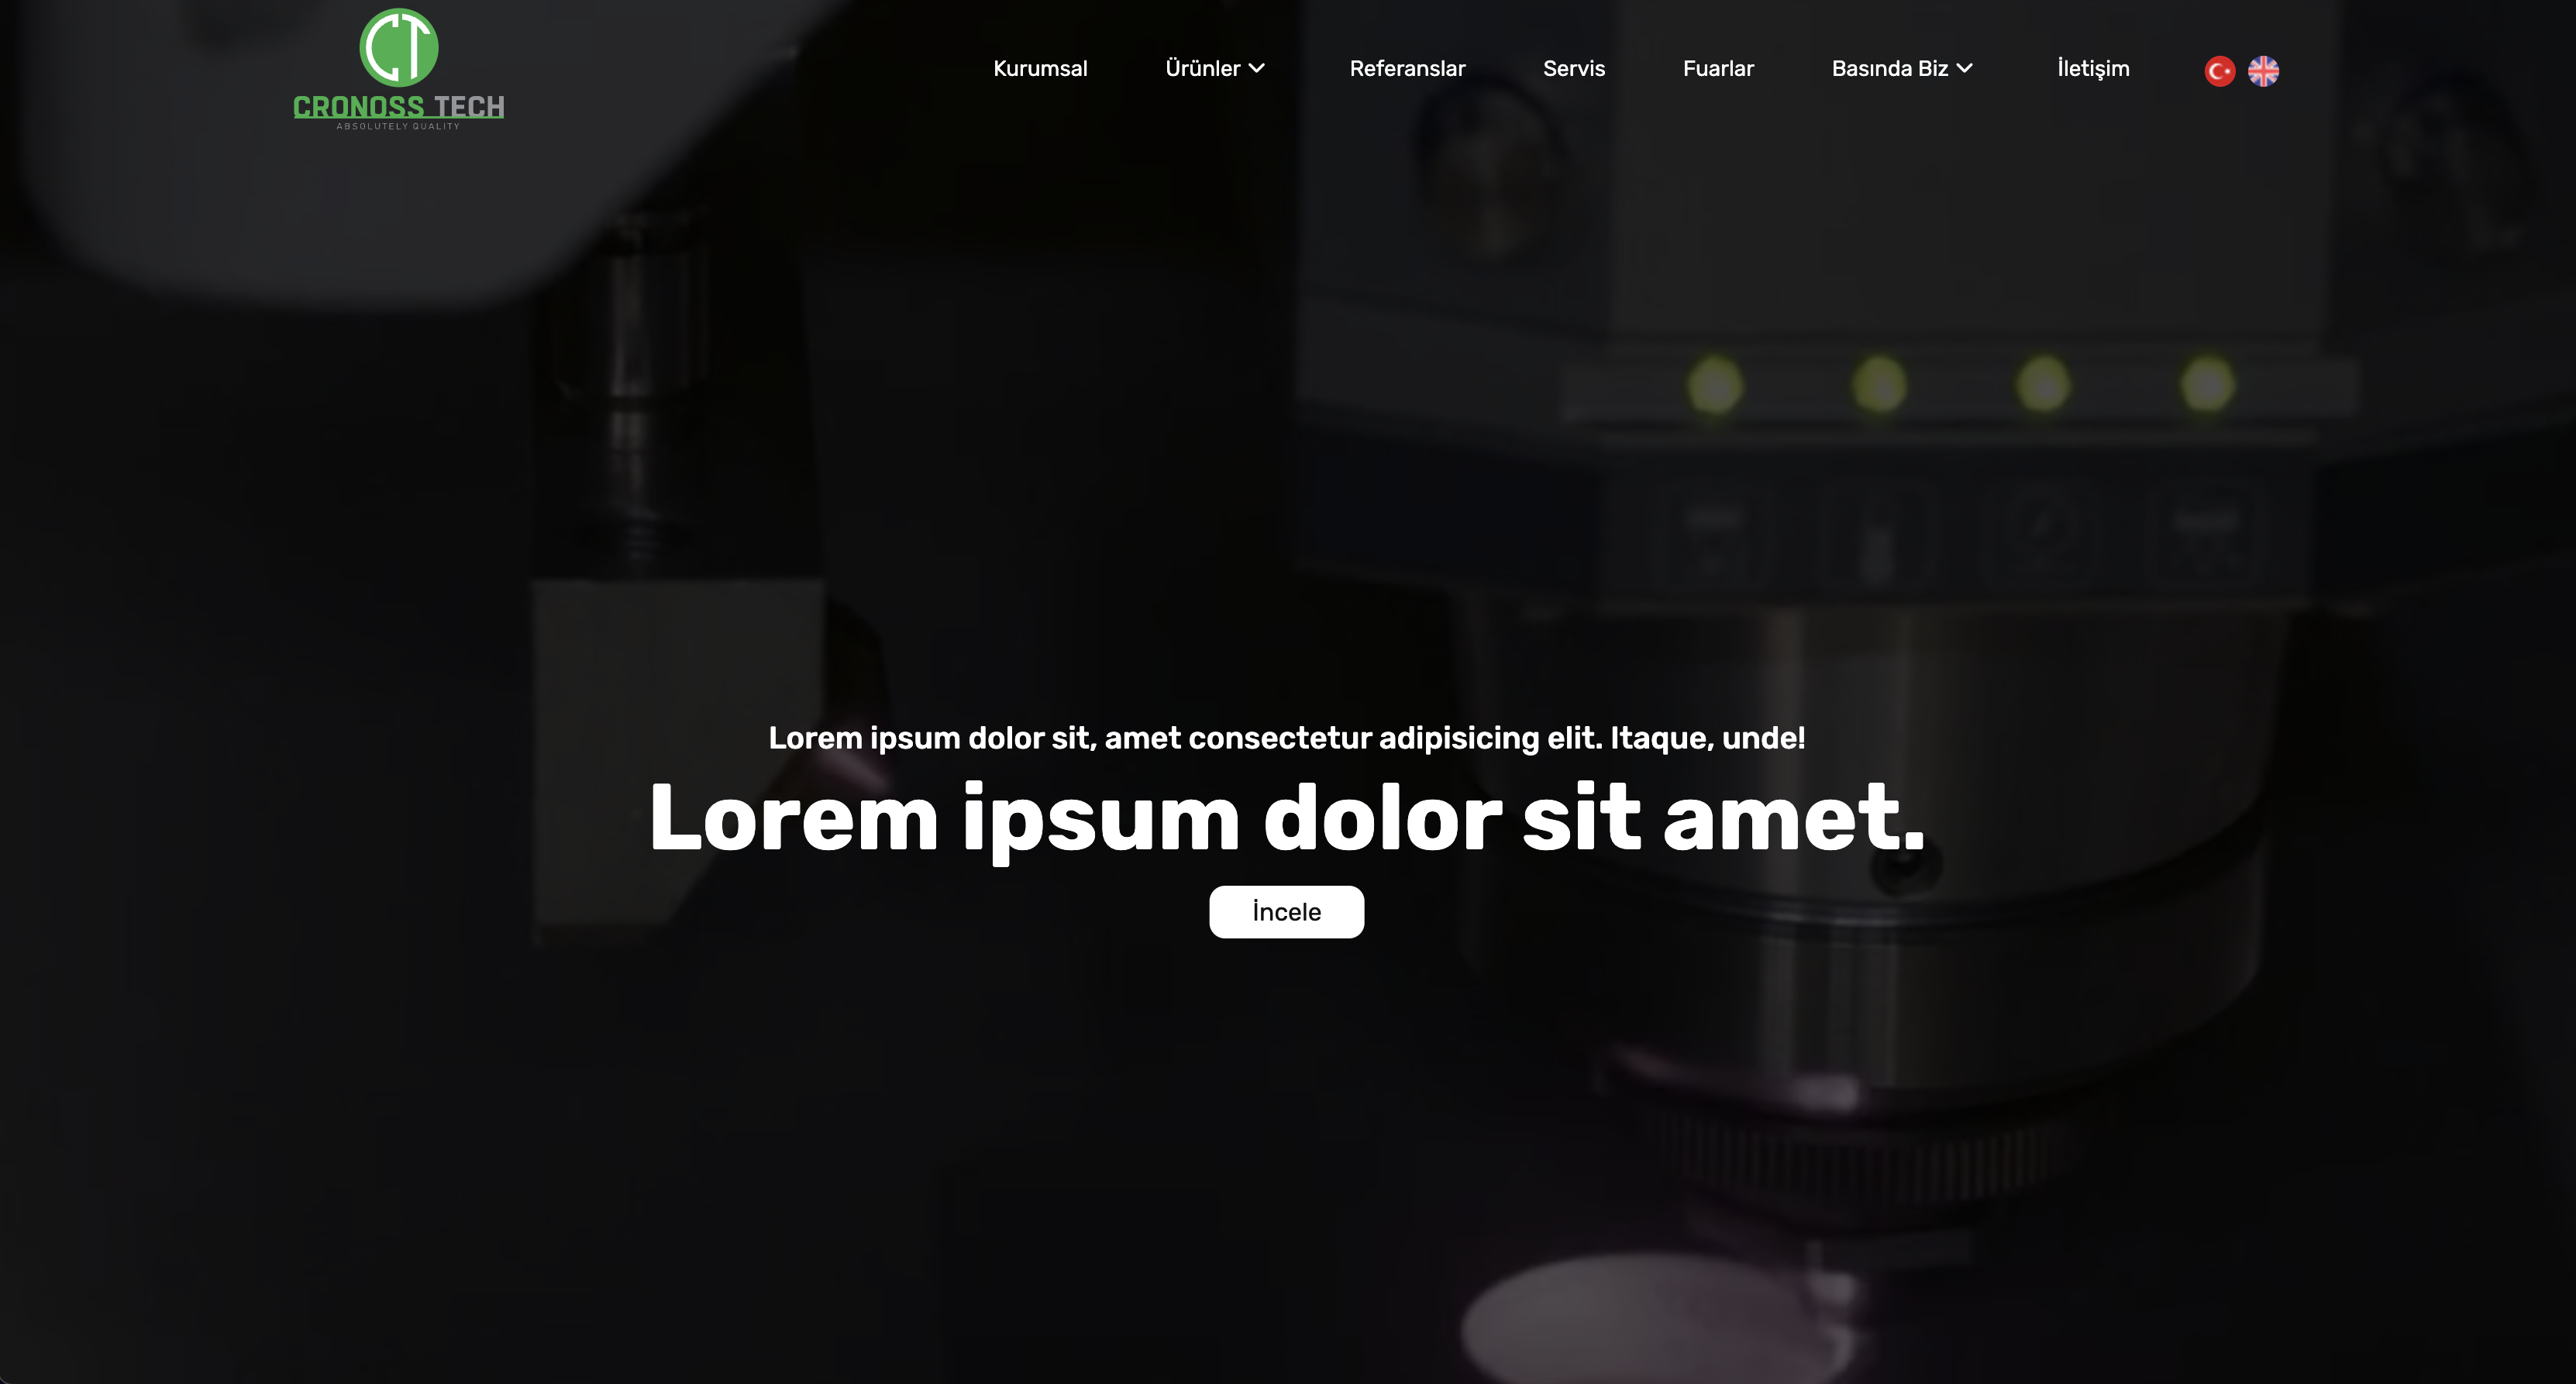 CT
CRONOSS TECH
ABSOLUTELY QUALITY
Kurumsal Ürünler Referanslar Servis Fuarlar Basında Biz İletişim
Lorem ipsum dolor sit, amet consectetur adipisicing elit. Itaque, unde!
Lorem ipsum dolor sit amet.
İncele